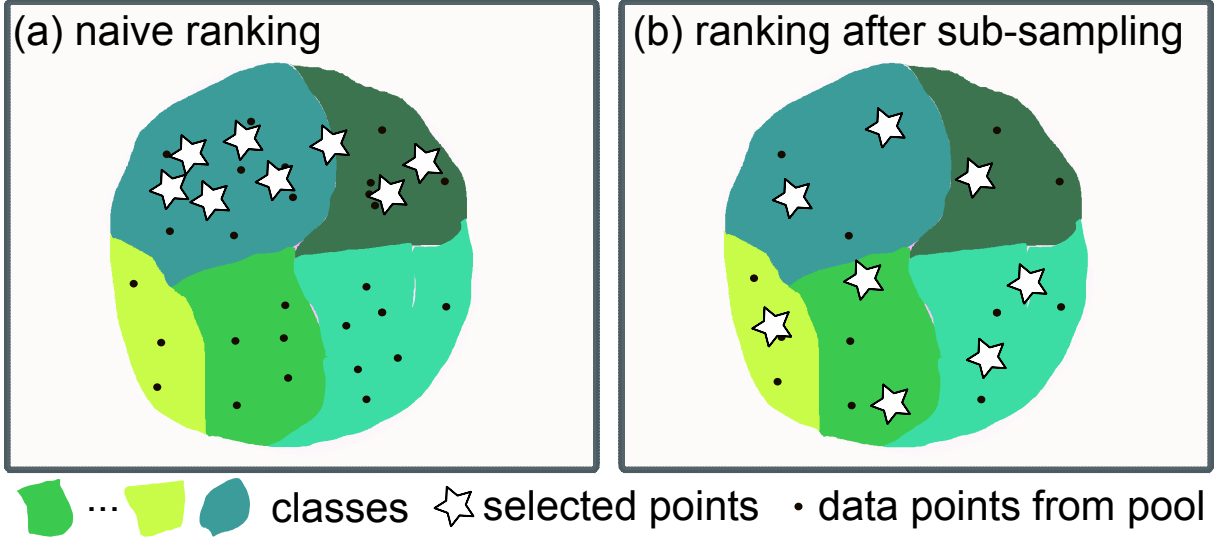 (a) naive ranking
(b) ranking after sub-sampling
... classes selected points data points from pool